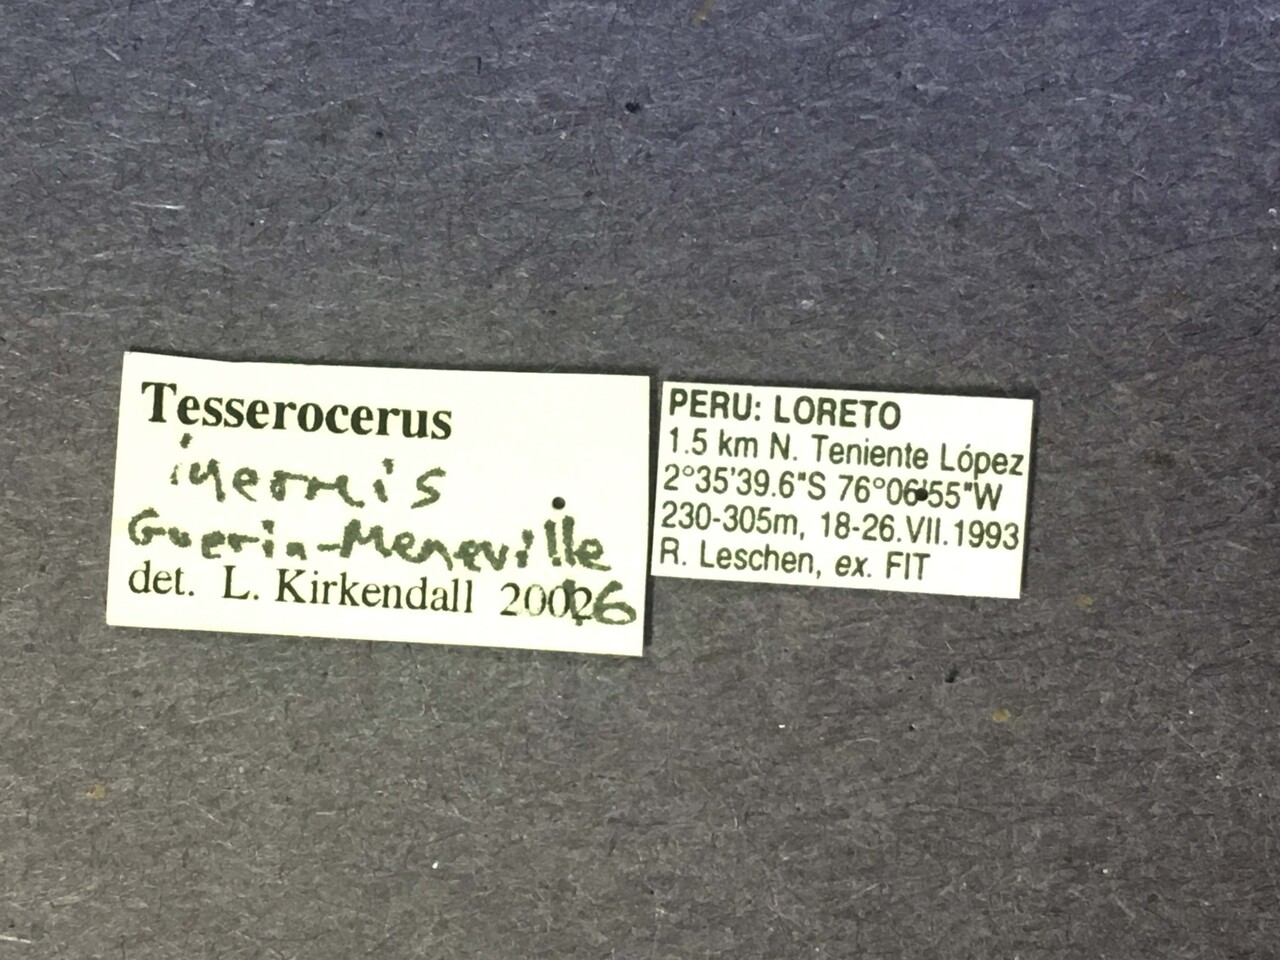 Tesserocerus
inermis
Guerin-Meneville
det. L. Kirkendall 2006
PERU: LORETO
1.5 km N. Teniente López
2°35'39.6"S 76°06'55"W
230-305m, 18-26.VII.1993
R. Leschen, ex. FIT